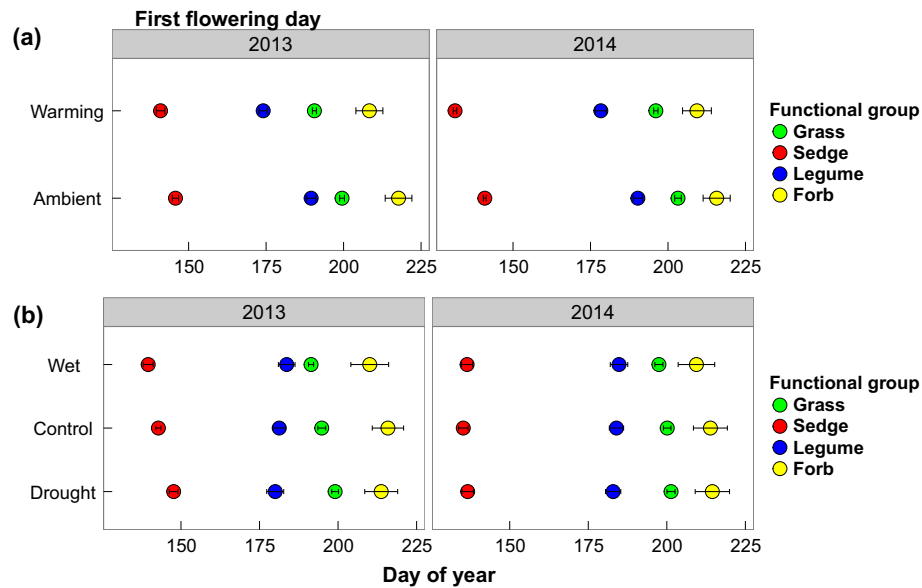 First flowering day
(a)
2013 2014
Warming
Ambient
Functional group
Grass
Sedge
Legume
Forb
150 175 200 225 150 175 200 225
(b)
2013 2014
Wet
Control
Drought
Functional group
Grass
Sedge
Legume
Forb
150 175 200 225 150 175 200 225
Day of year